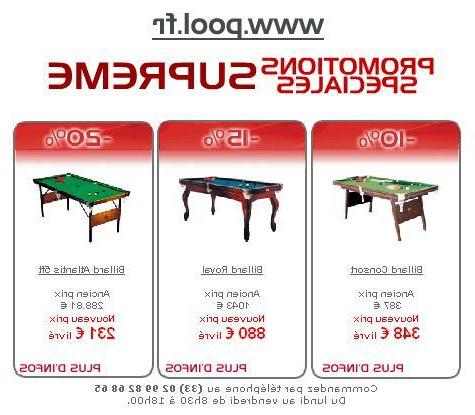 www.pool.fr
PROMOTIONS
SPECIALES
SUPREME
-10%
Billard Consort
Ancien prix
387 €
Nouveau prix
348 € livré
PLUS D'INFOS
-15%
Billard Royal
Ancien prix
1043 €
Nouveau prix
880 € livré
PLUS D'INFOS
-20%
Billard Atlantis 5ft
Ancien prix
288.81 €
Nouveau prix
231 € livré
PLUS D'INFOS
Commandez par téléphone au (33) 02 99 82 68 65
Du lundi au vendredi de 8h30 à 18h00.